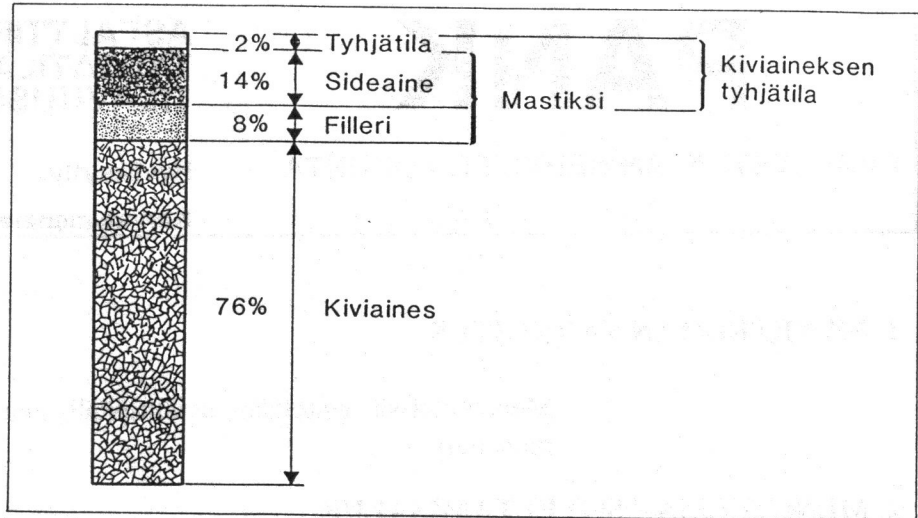 2% Tyhjätila
14% Sideaine
8% Filleri
76% Kiviaines
Mastiksi
Kiviaineksen
tyhjätila